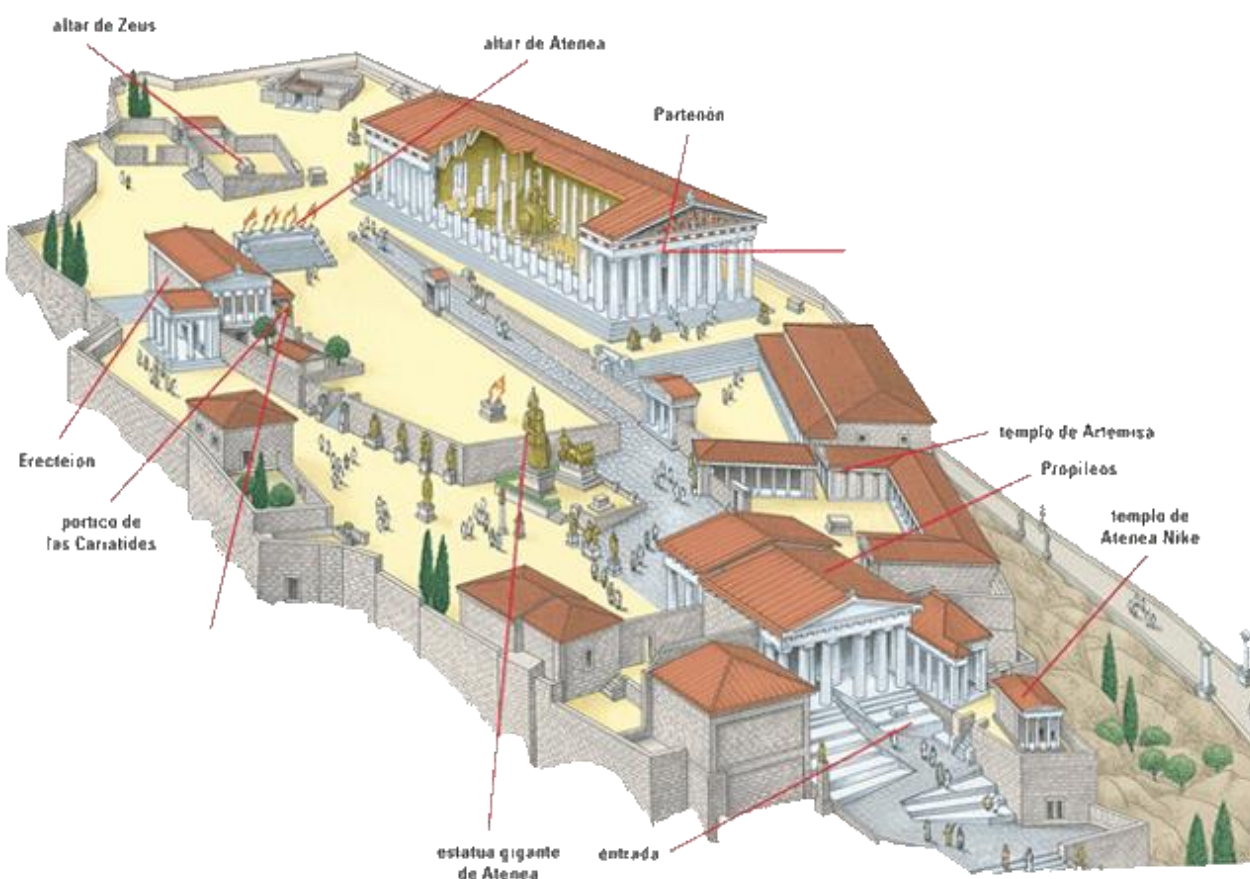 altar de Zeus
altar de Atenea
Partenón
Erecteion
portico de
las Cariatides
templo de Artemisa
Propileos
templo de
Atenea Nike
estatua gigante
de Atenea
entrada